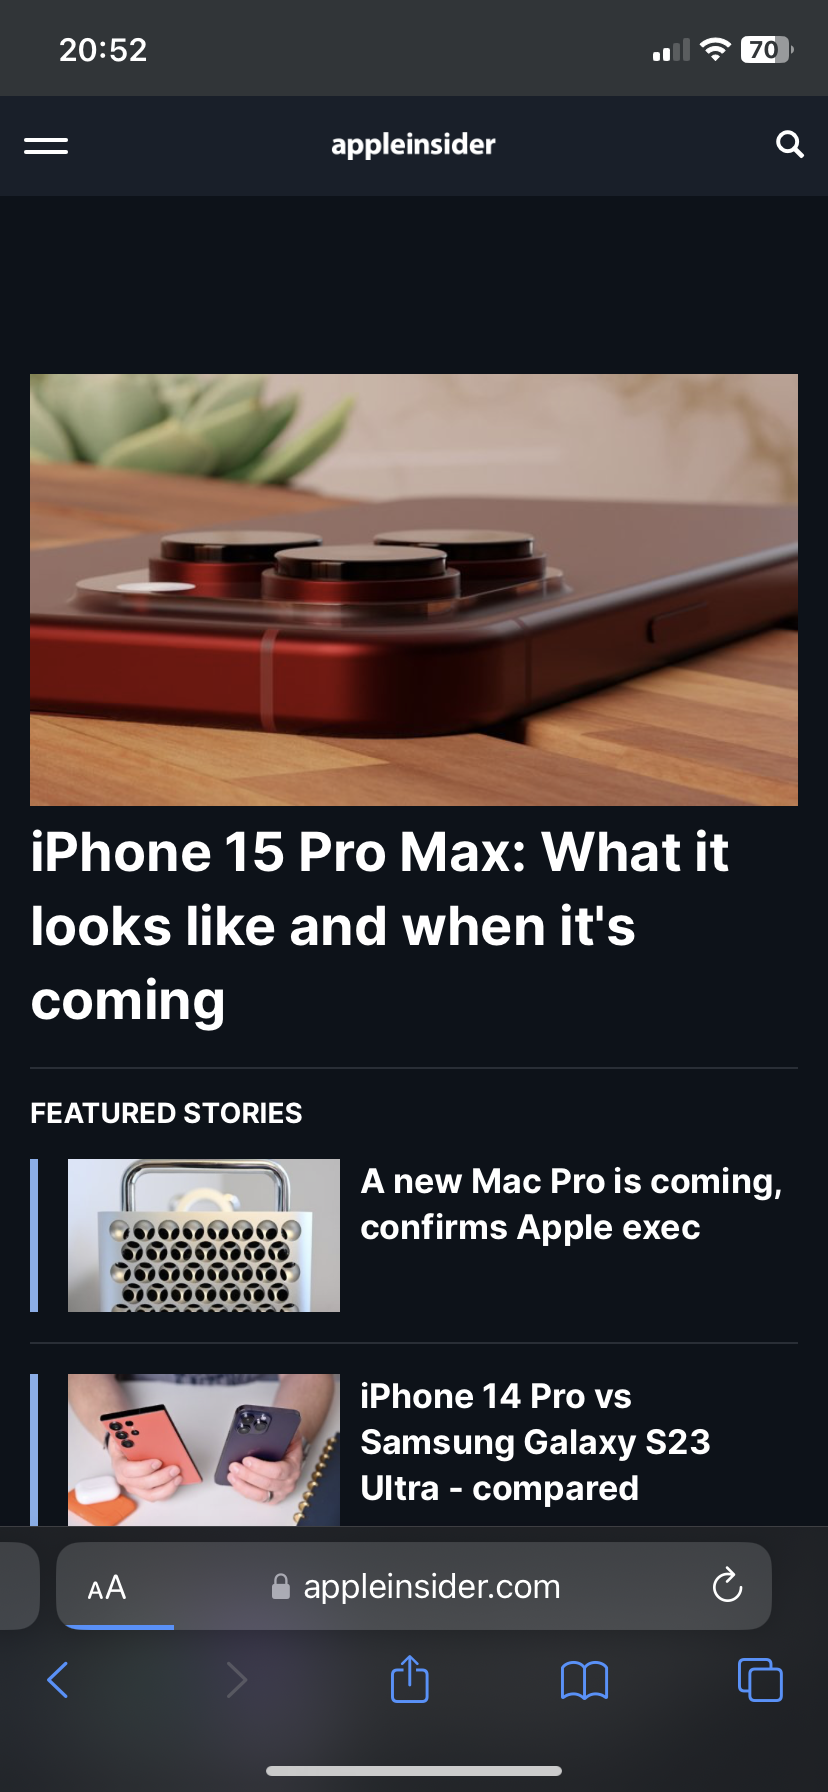 20:52
70
appleinsider
iPhone 15 Pro Max: What it
looks like and when it's
coming
FEATURED STORIES
A new Mac Pro is coming,
confirms Apple exec
iPhone 14 Pro vs
Samsung Galaxy S23
Ultra - compared
AA
appleinsider.com